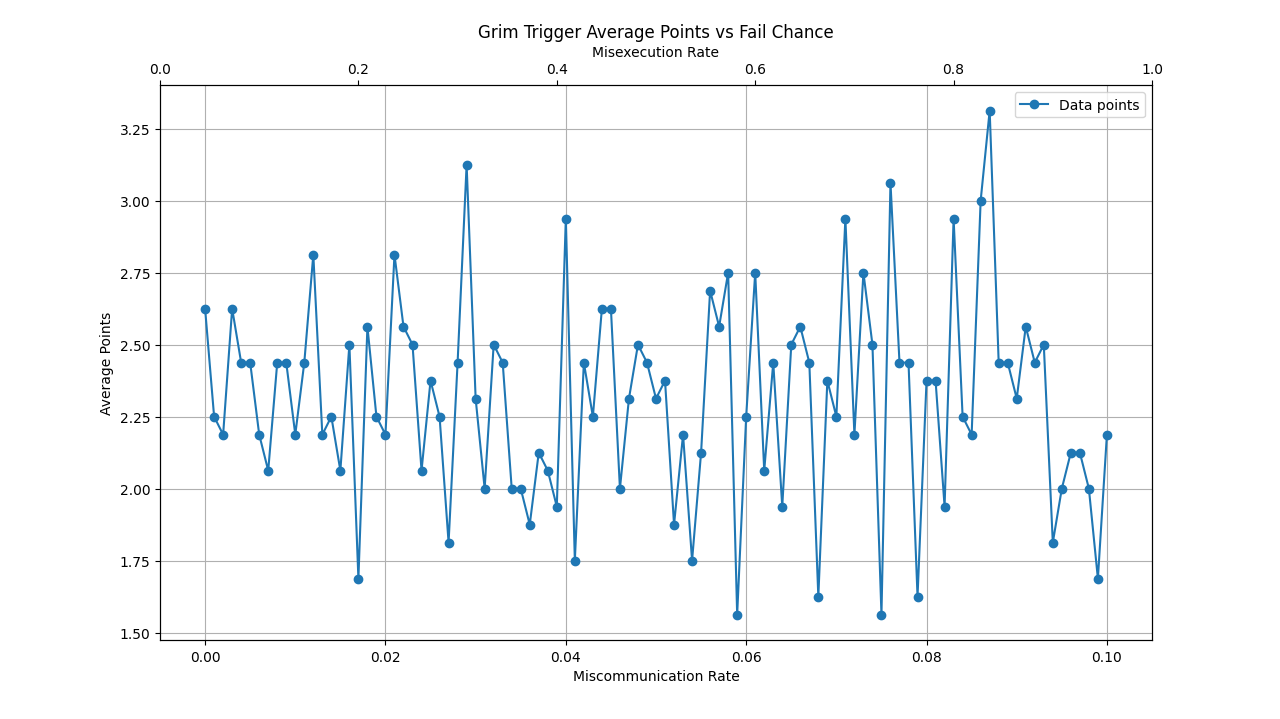 Grim Trigger Average Points vs Fail Chance
Misexecution Rate
0.0 0.2 0.4 0.6 0.8 1.0
Data points
3.25
3.00
2.75
2.50
2.25
2.00
1.75
1.50
Average Points
0.00 0.02 0.04 0.06 0.08 0.10
Miscommunication Rate